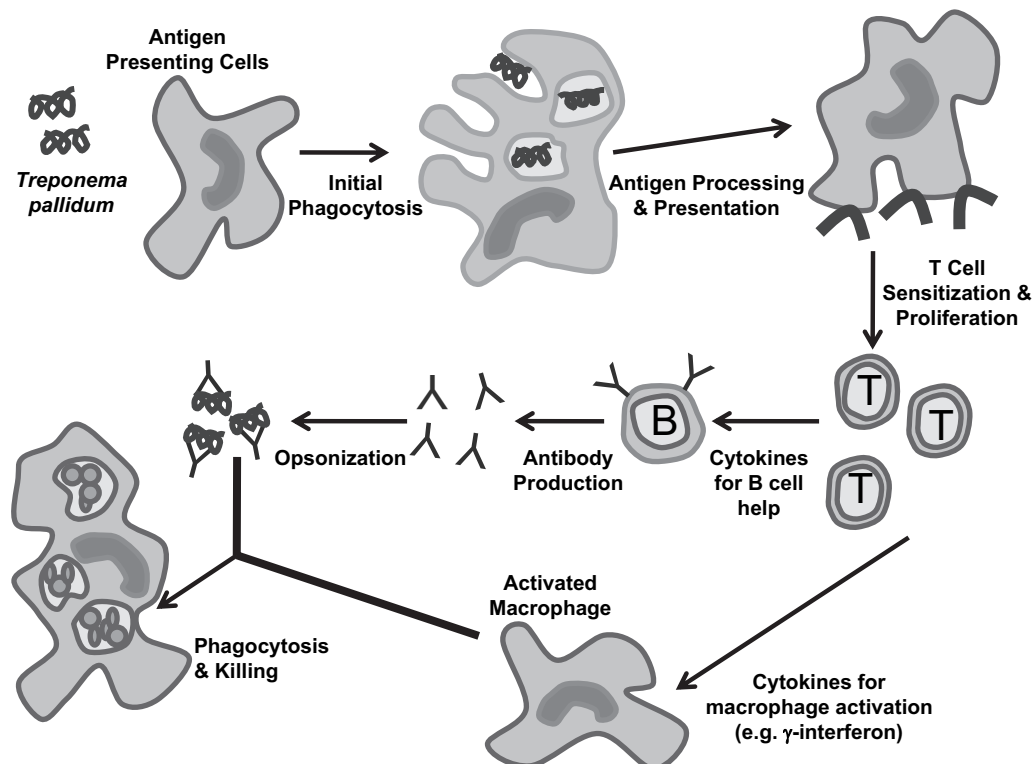 Antigen
Presenting Cells
Treponema
pallidum
Initial
Phagocytosis
Antigen Processing
& Presentation
T Cell
Sensitization &
Proliferation
T
T
T
B
Cytokines
for B cell
help
Antibody
Production
Opsonization
Activated
Macrophage
Phagocytosis
& Killing
Cytokines for
macrophage activation
(e.g. γ-interferon)